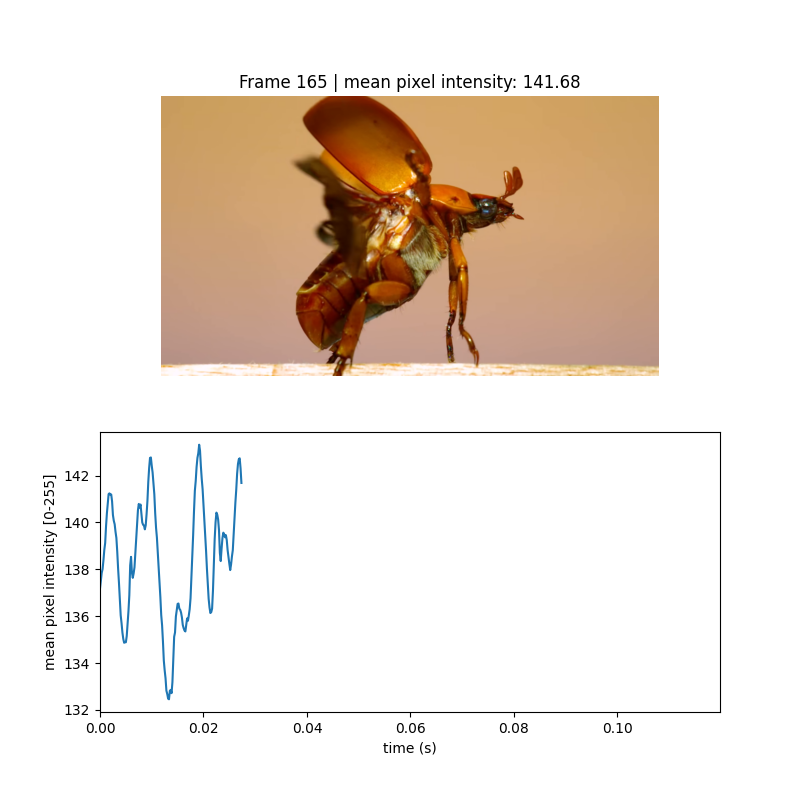 Frame 165 | mean pixel intensity: 141.68
mean pixel intensity [0-255]
142
140
138
136
134
132
0.00 0.02 0.04 0.06 0.08 0.10
time (s)